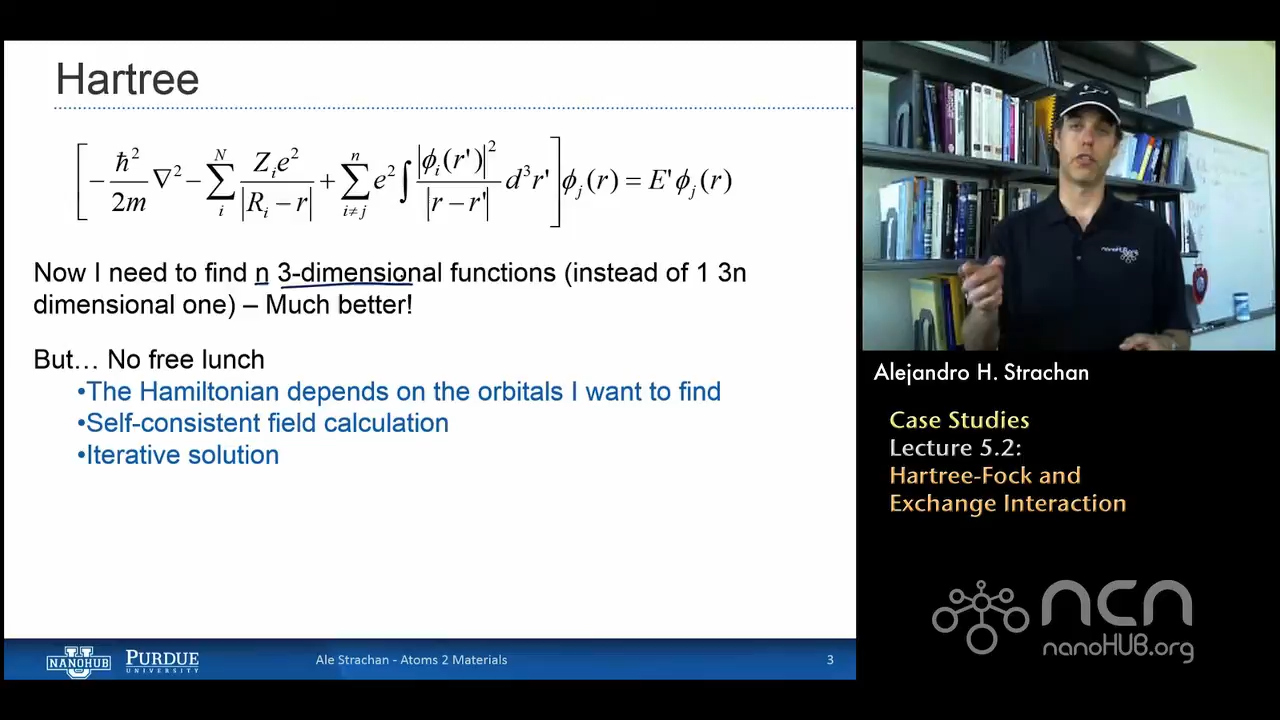 Hartree
[ - ħ²/2m ∇² - ∑_i^N Z_i e²/|R_i - r| + ∑_{i≠j}^n e² ∫ |ϕ_i(r')|²/|r - r'| d³r' ] ϕ_j(r) = E' ϕ_j(r)
Now I need to find n 3-dimensional functions (instead of 1 3n
dimensional one) – Much better!
But… No free lunch
•The Hamiltonian depends on the orbitals I want to find
•Self-consistent field calculation
•Iterative solution
NANOHUB
PURDUE
UNIVERSITY
Ale Strachan - Atoms 2 Materials
3
nanoHUB
Alejandro H. Strachan
Case Studies
Lecture 5.2:
Hartree-Fock and
Exchange Interaction
ncn
nanoHUB.org